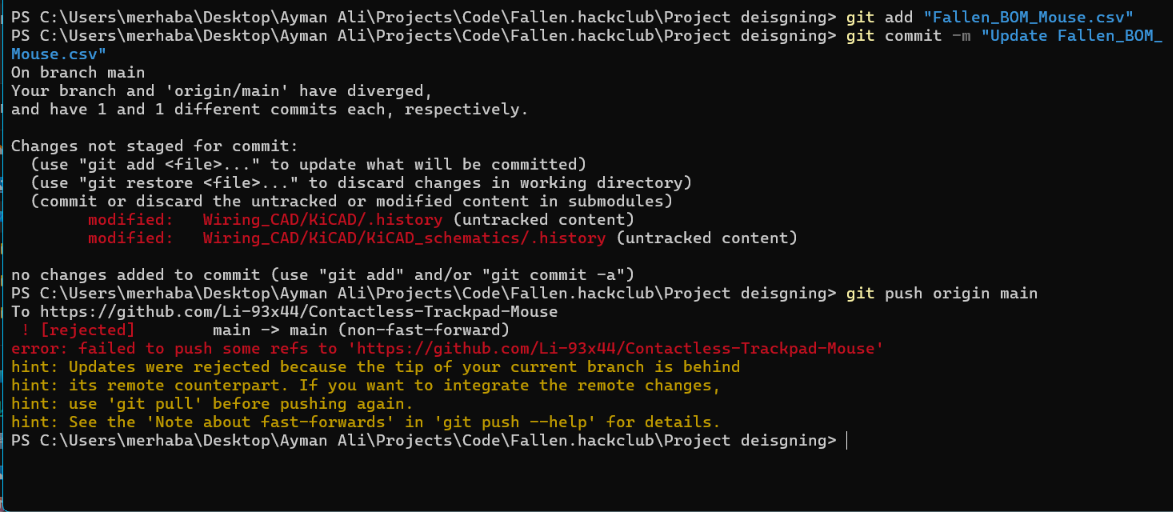 PS C:\Users\merhaba\Desktop\Ayman Ali\Projects\Code\Fallen.hackclub\Project deisgning> git add "Fallen_BOM_Mouse.csv"
PS C:\Users\merhaba\Desktop\Ayman Ali\Projects\Code\Fallen.hackclub\Project deisgning> git commit -m "Update Fallen_BOM_
Mouse.csv"
On branch main
Your branch and 'origin/main' have diverged,
and have 1 and 1 different commits each, respectively.

Changes not staged for commit:
  (use "git add <file>..." to update what will be committed)
  (use "git restore <file>..." to discard changes in working directory)
  (commit or discard the untracked or modified content in submodules)
        modified:   Wiring_CAD/KiCAD/.history (untracked content)
        modified:   Wiring_CAD/KiCAD/KiCAD_schematics/.history (untracked content)

no changes added to commit (use "git add" and/or "git commit -a")
PS C:\Users\merhaba\Desktop\Ayman Ali\Projects\Code\Fallen.hackclub\Project deisgning> git push origin main
To https://github.com/Li-93x44/Contactless-Trackpad-Mouse
 ! [rejected]        main -> main (non-fast-forward)
error: failed to push some refs to 'https://github.com/Li-93x44/Contactless-Trackpad-Mouse'
hint: Updates were rejected because the tip of your current branch is behind
hint: its remote counterpart. If you want to integrate the remote changes,
hint: use 'git pull' before pushing again.
hint: See the 'Note about fast-forwards' in 'git push --help' for details.
PS C:\Users\merhaba\Desktop\Ayman Ali\Projects\Code\Fallen.hackclub\Project deisgning>